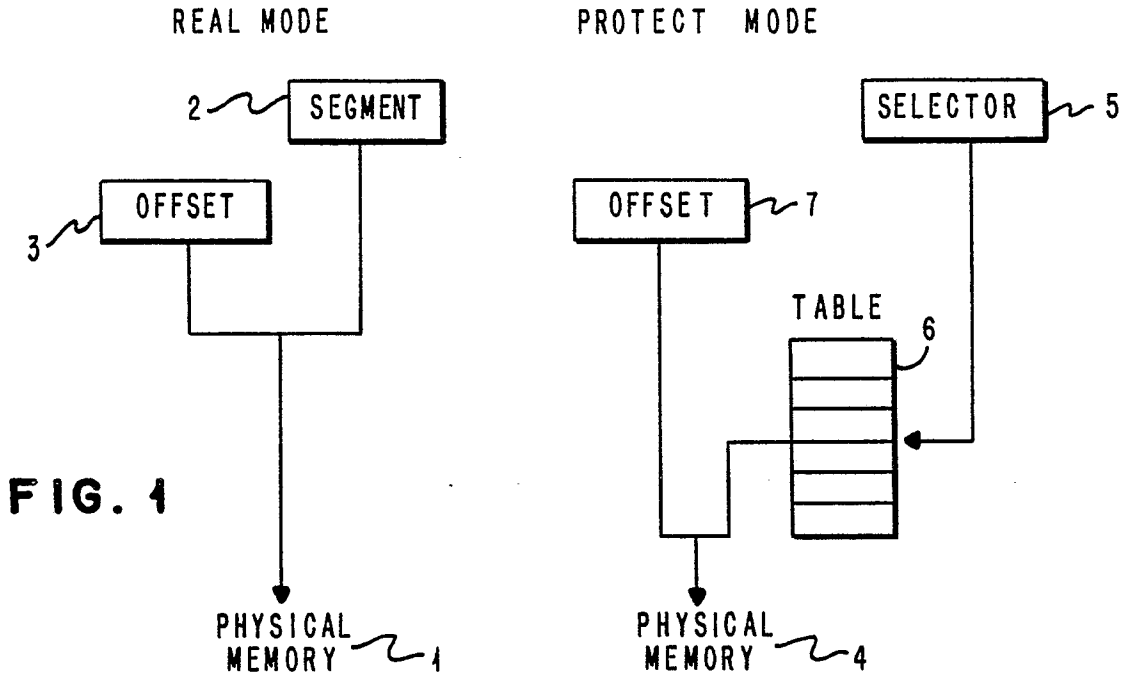 REAL MODE
2 SEGMENT
OFFSET
3
PHYSICAL
MEMORY 1
PROTECT MODE
SELECTOR 5
OFFSET 7
TABLE
6
PHYSICAL
MEMORY 4
FIG. 1